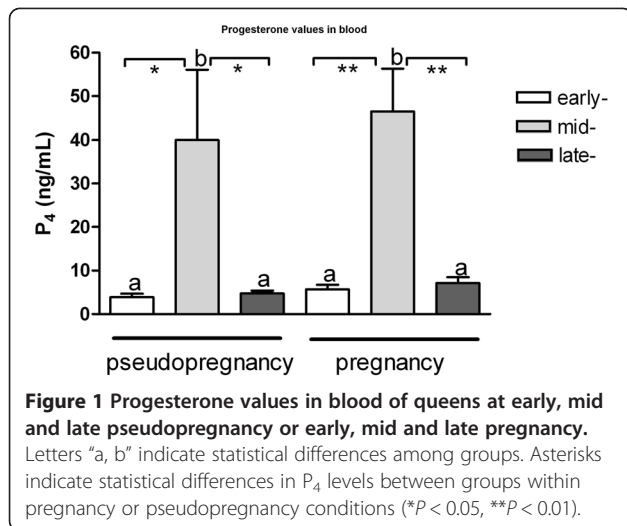 Progesterone values in blood
60
50
40
30
20
10
0
P₄ (ng/mL)
* b * ** b **
a a a a
early-
mid-
late-
pseudopregnancy pregnancy
Figure 1 Progesterone values in blood of queens at early, mid
and late pseudopregnancy or early, mid and late pregnancy.
Letters “a, b” indicate statistical differences among groups. Asterisks
indicate statistical differences in P₄ levels between groups within
pregnancy or pseudopregnancy conditions (*P < 0.05, **P < 0.01).